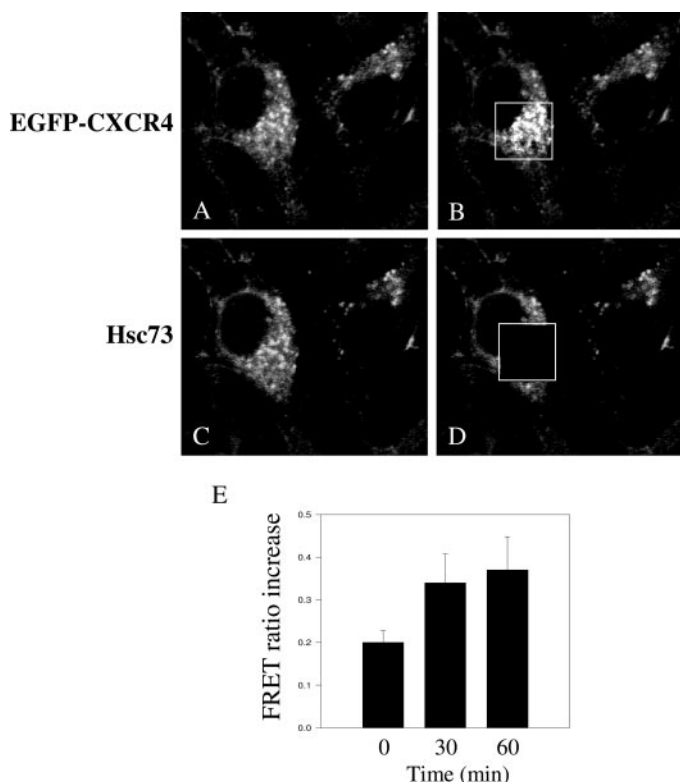 EGFP-CXCR4
A
B
Hsc73
C
D
E
FRET ratio increase
0.5
0.4
0.3
0.2
0.1
0.0
0 30 60
Time (min)